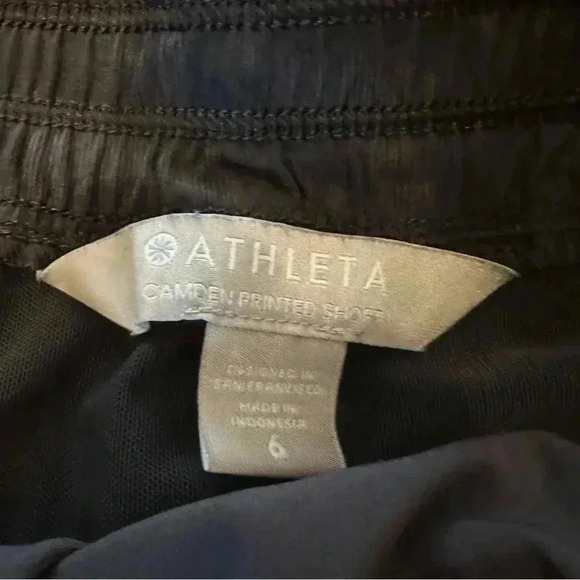 ATHLETA
CAMDEN PRINTED SHORT
DESIGNED IN
SAN FRANCISCO
MADE IN
INDONESIA
6